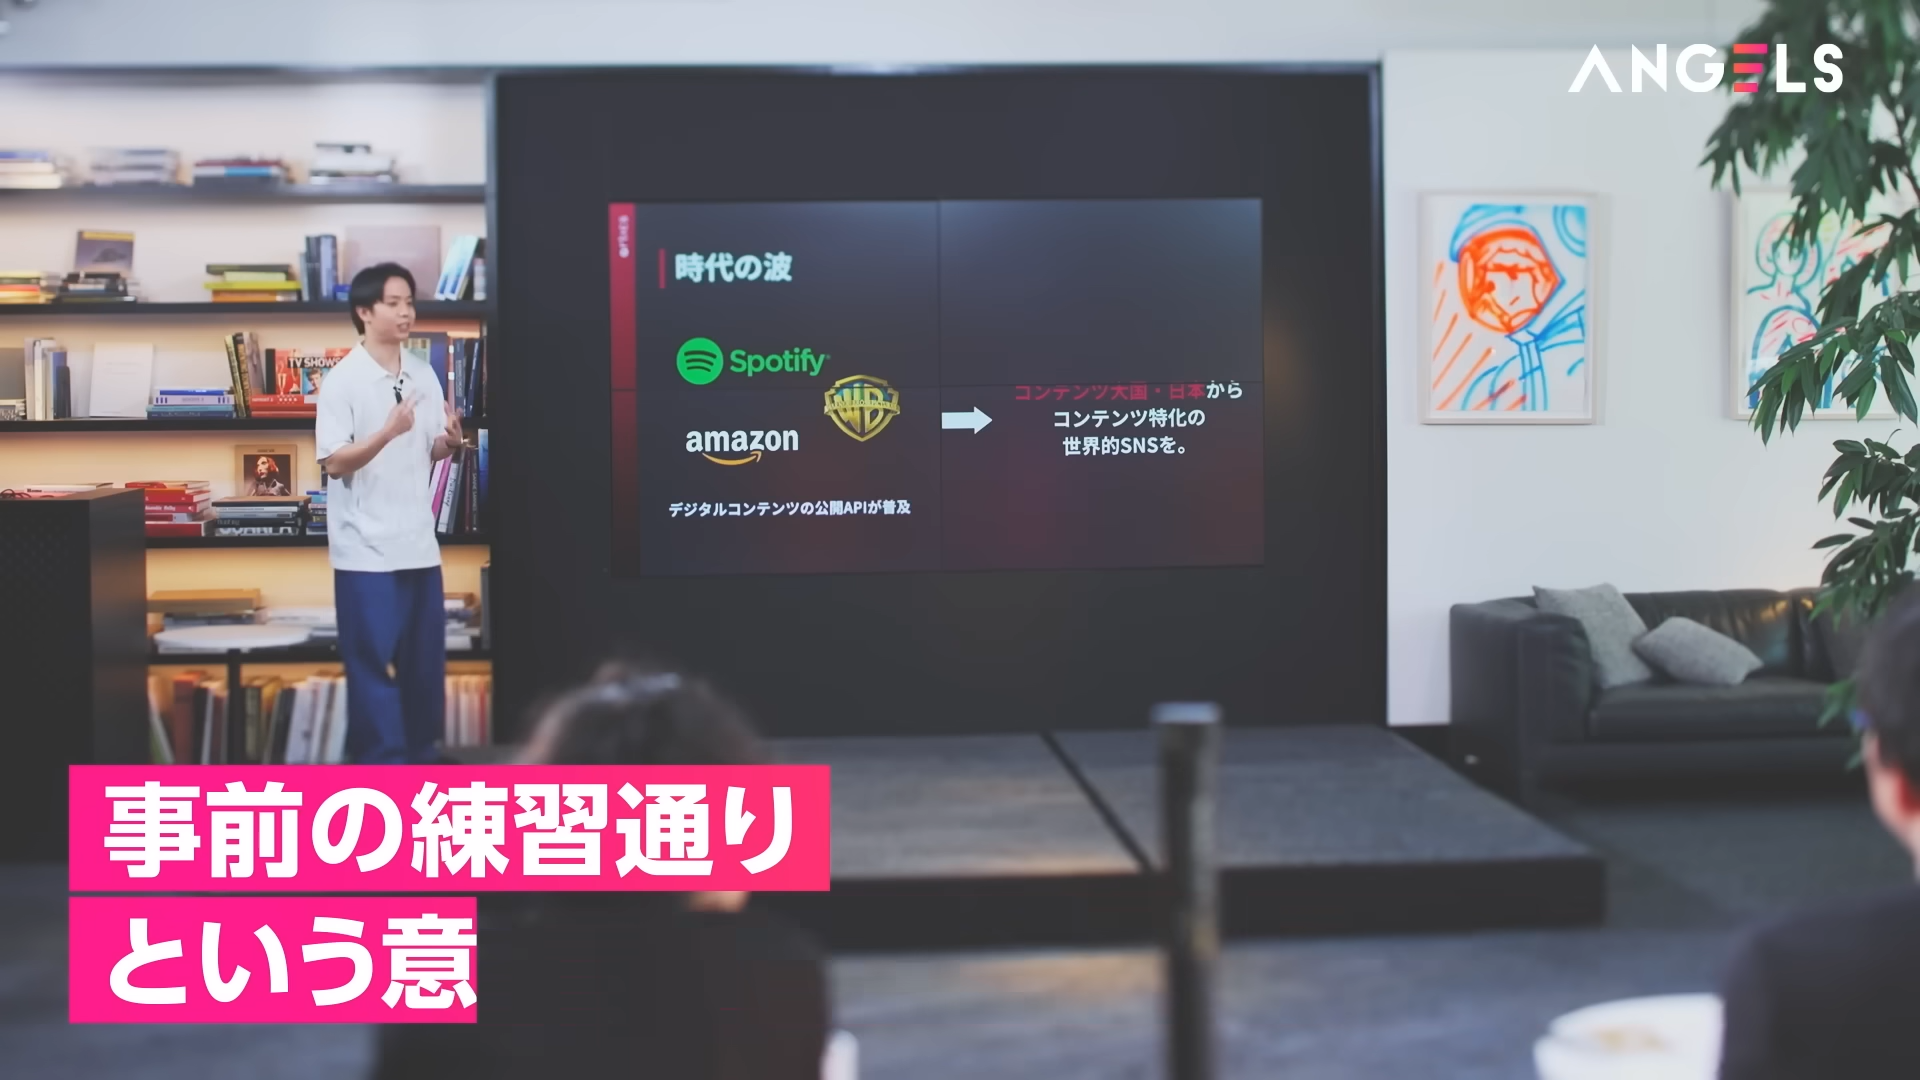 ANGELS
時代の波
Spotify
WB
amazon
デジタルコンテンツの公開APIが普及
コンテンツ大国・日本から
コンテンツ特化の
世界的SNSを。
TV SHOWS
事前の練習通り
という意